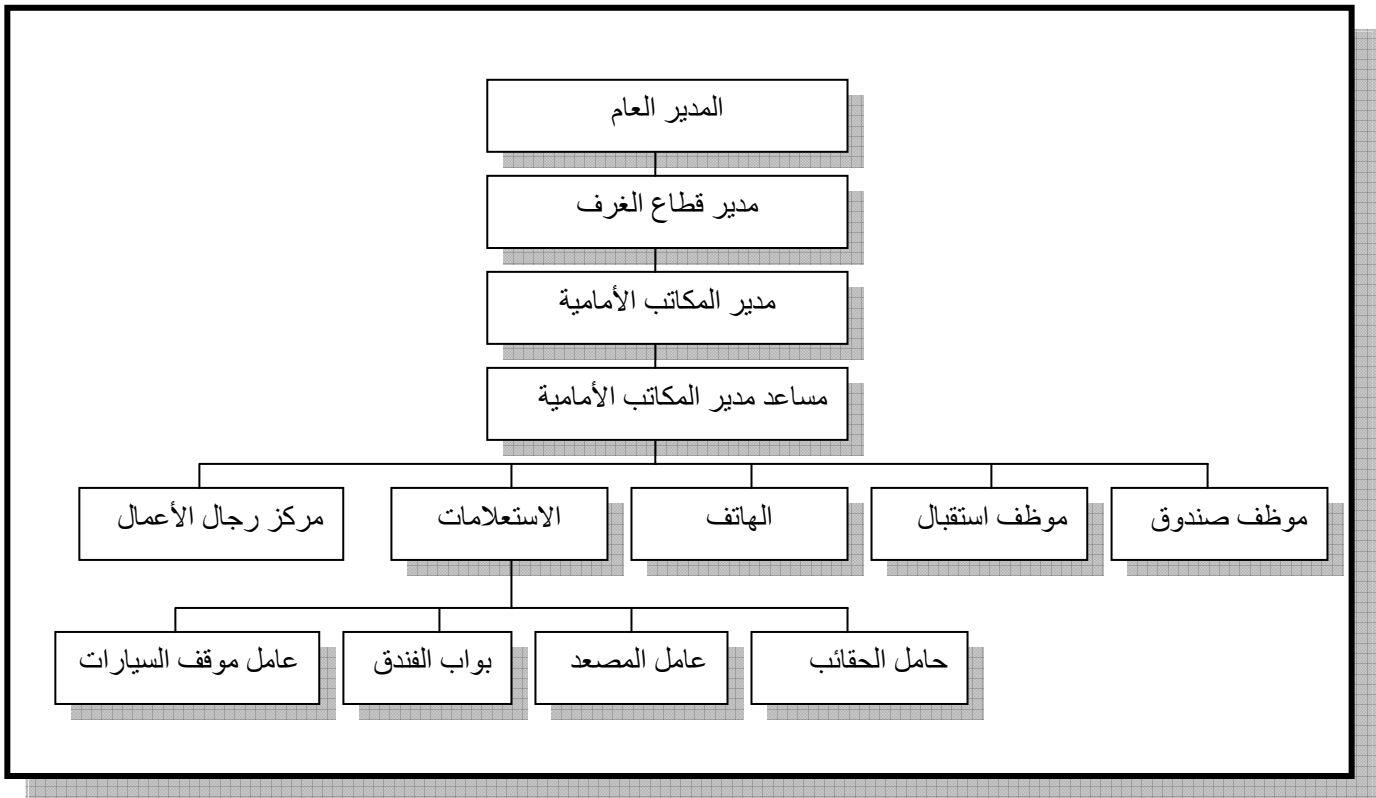 المدير العام
مدير قطاع الغرف
مدير المكاتب الأمامية
مساعد مدير المكاتب الأمامية
موظف صندوق
موظف استقبال
الهاتف
الاستعلامات
مركز رجال الأعمال
حامل الحقائب
عامل المصعد
بواب الفندق
عامل موقف السيارات